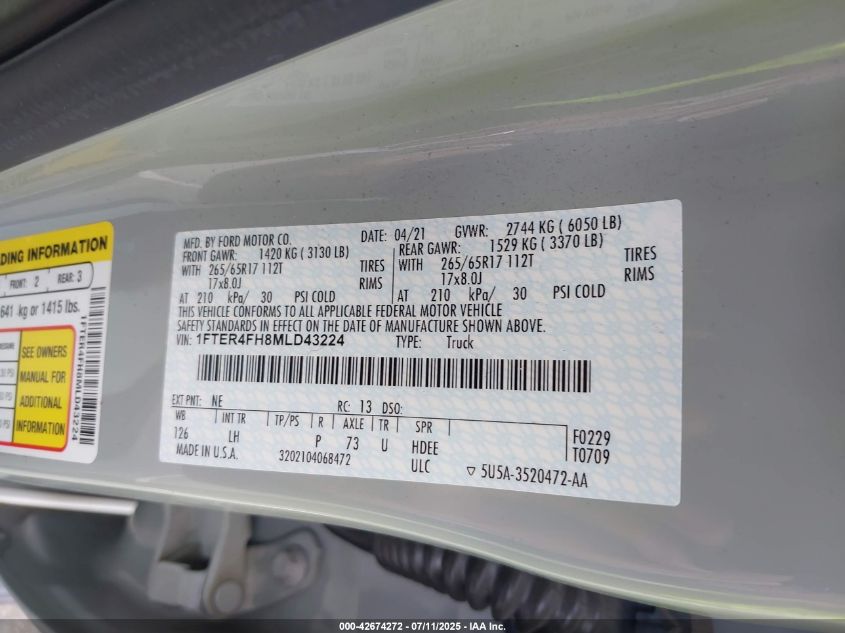 ADING INFORMATION
FRONT: 2 REAR: 3
641 kg or 1415 lbs.
SEE OWNERS
MANUAL FOR
ADDITIONAL
INFORMATION
1FTER4FH8MLD43224
MFD. BY FORD MOTOR CO. DATE: 04/21 GVWR: 2744 KG ( 6050 LB)
FRONT GAWR: 1420 KG ( 3130 LB) REAR GAWR: 1529 KG ( 3370 LB)
WITH 265/65R17 112T TIRES WITH 265/65R17 112T TIRES
17x8.0J RIMS 17x8.0J RIMS
AT 210 kPa/ 30 PSI COLD AT 210 kPa/ 30 PSI COLD
THIS VEHICLE CONFORMS TO ALL APPLICABLE FEDERAL MOTOR VEHICLE
SAFETY STANDARDS IN EFFECT ON THE DATE OF MANUFACTURE SHOWN ABOVE.
VIN: 1FTER4FH8MLD43224 TYPE: Truck
EXT PNT: NE RC: 13 DSO:
WB INT TR TP/PS R AXLE TR SPR
126 LH P 73 U HDEE F0229
MADE IN U.S.A. 3202104068472 ULC T0709
▽ 5U5A-3520472-AA
000-42674272 - 07/11/2025 - IAA Inc.